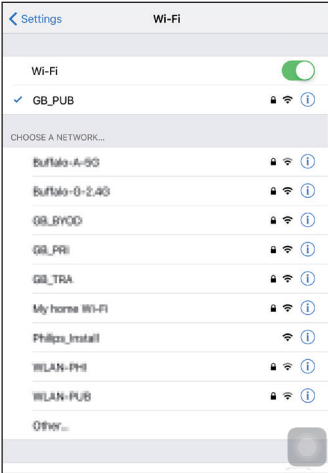 Settings
Wi-Fi
Wi-Fi
GB_PUB
CHOOSE A NETWORK...
Buffalo-A-5G
Buffalo-G-2.4G
GB_BYOD
GB_PRI
GB_TRA
My home Wi-Fi
Philips_Install
WLAN-PHI
WLAN-PUB
Other...